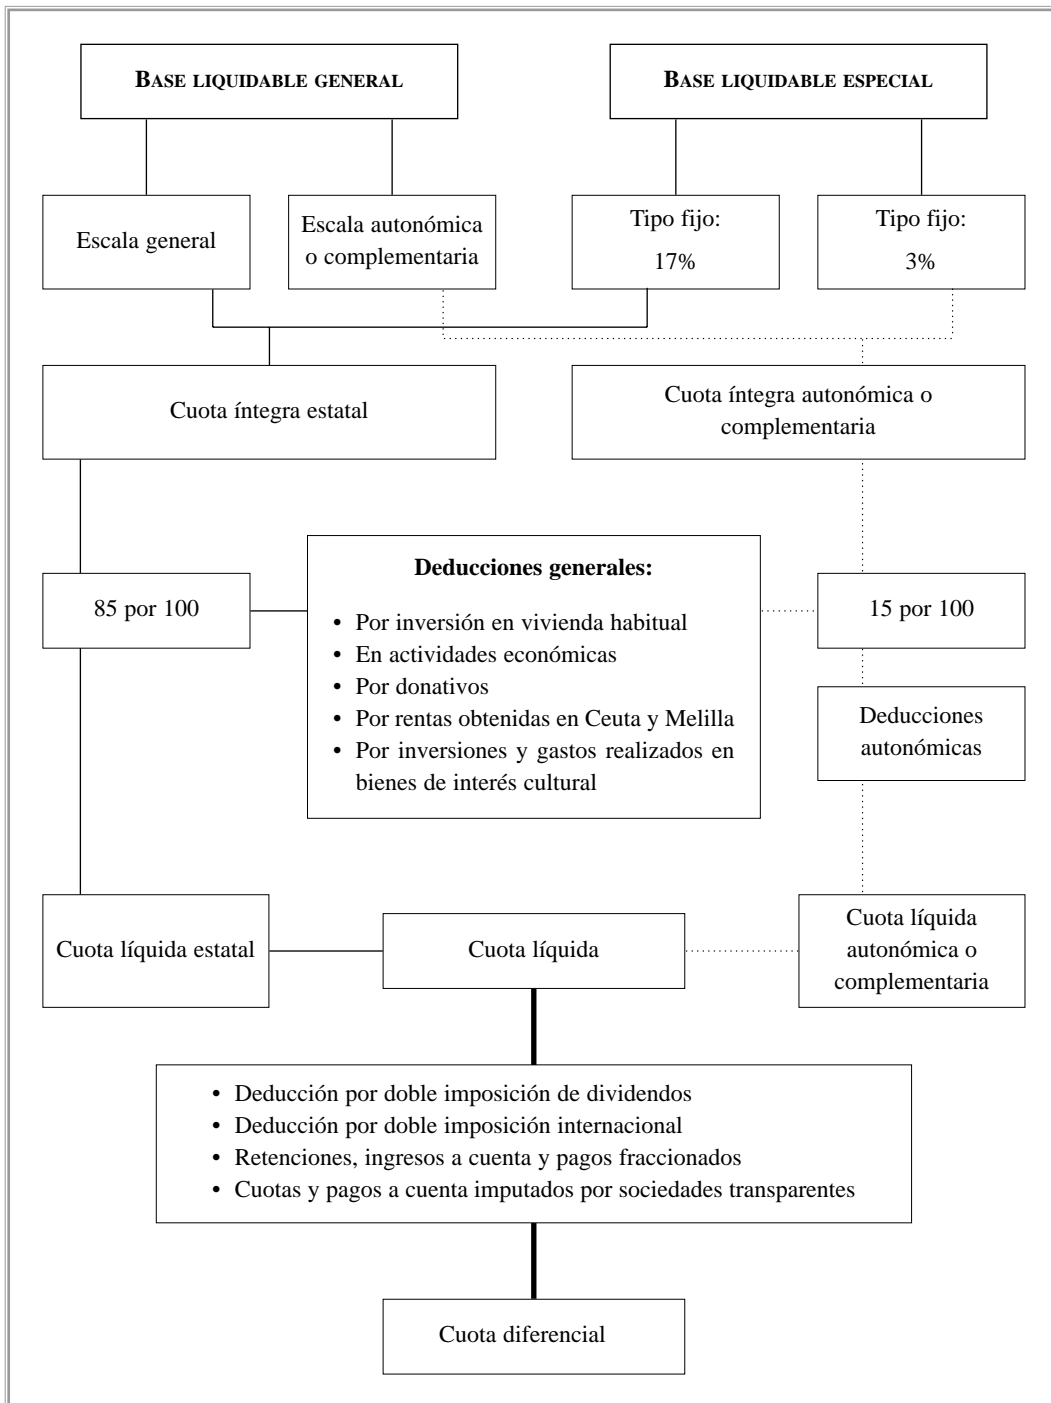 BASE LIQUIDABLE GENERAL
BASE LIQUIDABLE ESPECIAL
Escala general
Escala autonómica
o complementaria
Tipo fijo:
17%
Tipo fijo:
3%
Cuota íntegra estatal
Cuota íntegra autonómica o
complementaria
85 por 100
Deducciones generales:
• Por inversión en vivienda habitual
• En actividades económicas
• Por donativos
• Por rentas obtenidas en Ceuta y Melilla
• Por inversiones y gastos realizados en
bienes de interés cultural
15 por 100
Deducciones
autonómicas
Cuota líquida estatal
Cuota líquida
Cuota líquida
autonómica o
complementaria
• Deducción por doble imposición de dividendos
• Deducción por doble imposición internacional
• Retenciones, ingresos a cuenta y pagos fraccionados
• Cuotas y pagos a cuenta imputados por sociedades transparentes
Cuota diferencial